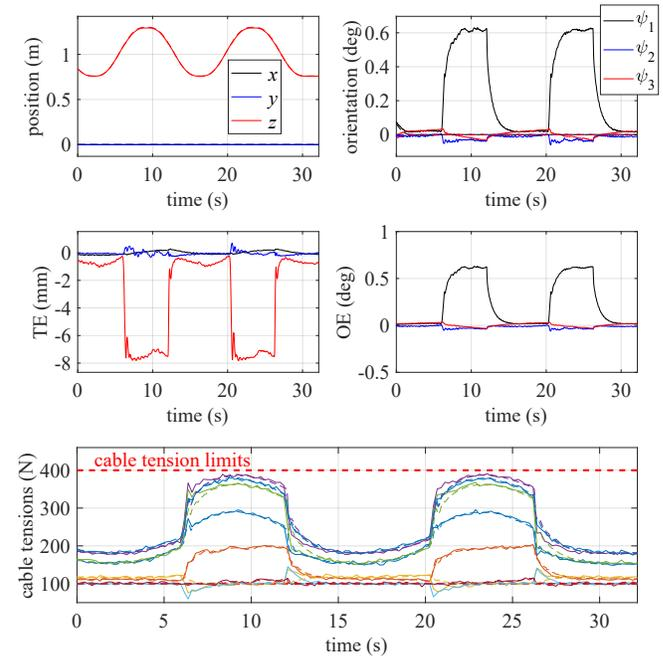 position (m)
1
0.5
0
x
y
z
0 10 20 30
time (s)
orientation (deg)
0.6
0.4
0.2
0
ψ1
ψ2
ψ3
0 10 20 30
time (s)
TE (mm)
0
-2
-4
-6
-8
0 10 20 30
time (s)
OE (deg)
1
0.5
0
-0.5
0 10 20 30
time (s)
cable tensions (N)
cable tension limits
400
300
200
100
0 5 10 15 20 25 30
time (s)